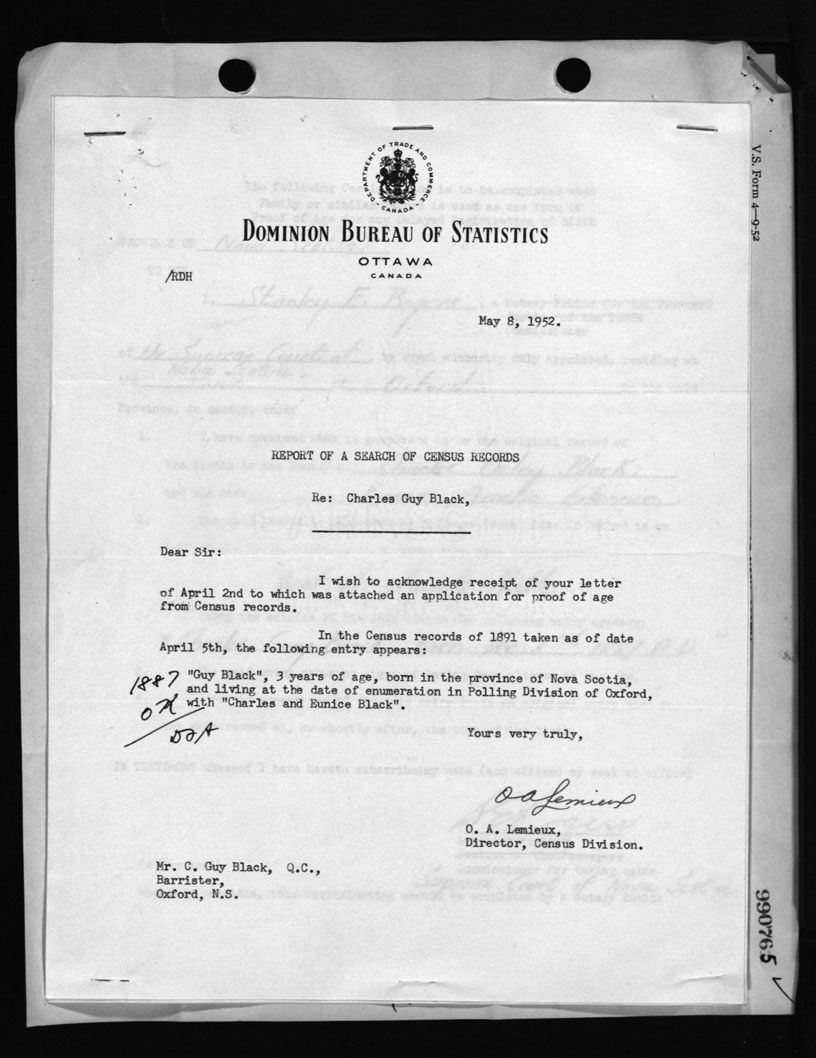 DEPARTMENT OF TRADE AND COMMERCE
CANADA
DOMINION BUREAU OF STATISTICS
OTTAWA
CANADA
/RDH
May 8, 1952.
REPORT OF A SEARCH OF CENSUS RECORDS
Re: Charles Guy Black,
Dear Sir:
I wish to acknowledge receipt of your letter
of April 2nd to which was attached an application for proof of age
from Census records.
In the Census records of 1891 taken as of date
April 5th, the following entry appears:
1887
"Guy Black", 3 years of age, born in the province of Nova Scotia,
and living at the date of enumeration in Polling Division of Oxford,
OK
with "Charles and Eunice Black".
Yours very truly,
O A Lemieux
O. A. Lemieux,
Director, Census Division.
Mr. C. Guy Black, Q.C.,
Barrister,
Oxford, N.S.
V.S. Form 4—9-52
990765